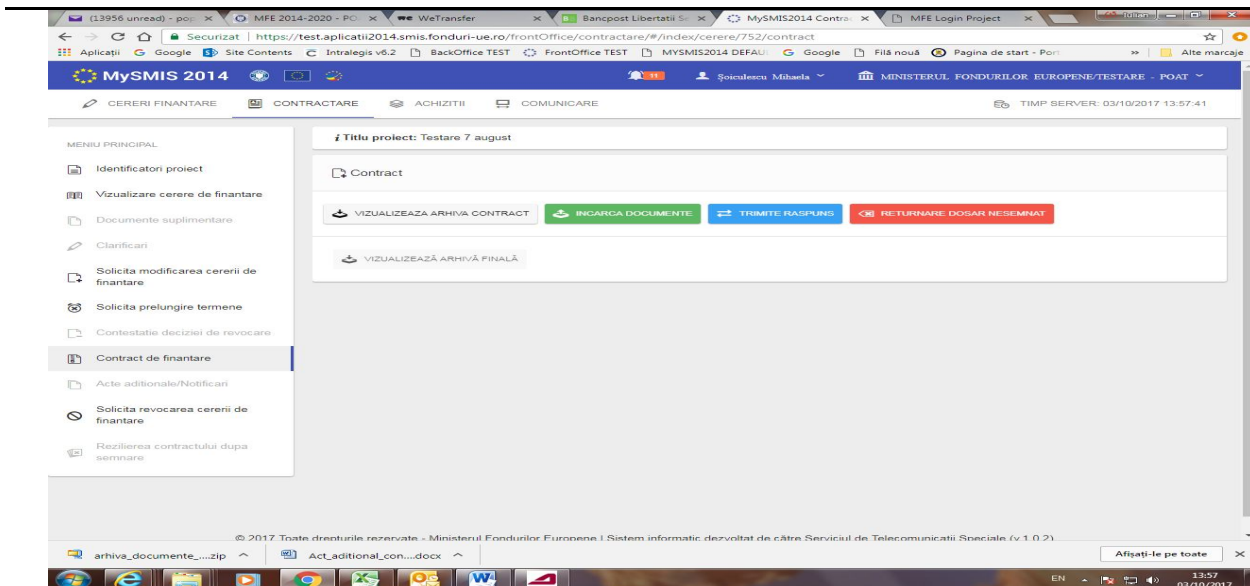 (13956 unread) - pop
MFE 2014-2020 - PO
WeTransfer
Bancpost Libertatii Se
MySMIS2014 Contrac
MFE Login Project
Iulian
Securizat | https://test.aplicatii2014.smis.fonduri-ue.ro/frontOffice/contractare/#/index/cerere/752/contract
Aplicații Google Site Contents Intralegis v6.2 BackOffice TEST FrontOffice TEST MYSMIS2014 DEFAU Google Filă nouă Pagina de start - Port » Alte marcaje
MySMIS 2014 11 Șoiculescu Mihaela MINISTERUL FONDURILOR EUROPENE/TESTARE - POAT
CERERI FINANTARE CONTRACTARE ACHIZITII COMUNICARE TIMP SERVER: 03/10/2017 13:57:41
MENIU PRINCIPAL
Identificatori proiect
Vizualizare cerere de finantare
Documente suplimentare
Clarificari
Solicita modificarea cererii de
finantare
Solicita prelungire termene
Contestatie deciziei de revocare
Contract de finantare
Acte aditionale/Notificari
Solicita revocarea cererii de
finantare
Rezilierea contractului dupa
semnare
i Titlu proiect: Testare 7 august
Contract
VIZUALIZEAZA ARHIVA CONTRACT INCARCA DOCUMENTE TRIMITE RASPUNS RETURNARE DOSAR NESEMNAT
VIZUALIZEAZĂ ARHIVĂ FINALĂ
© 2017 Toate drepturile rezervate - Ministerul Fondurilor Europene | Sistem informatic dezvoltat de către Serviciul de Telecomunicatii Speciale (v.1.0.2)
arhiva_documente_....zip Act_aditional_con....docx Afișați-le pe toate
EN 13:57
03/10/2017